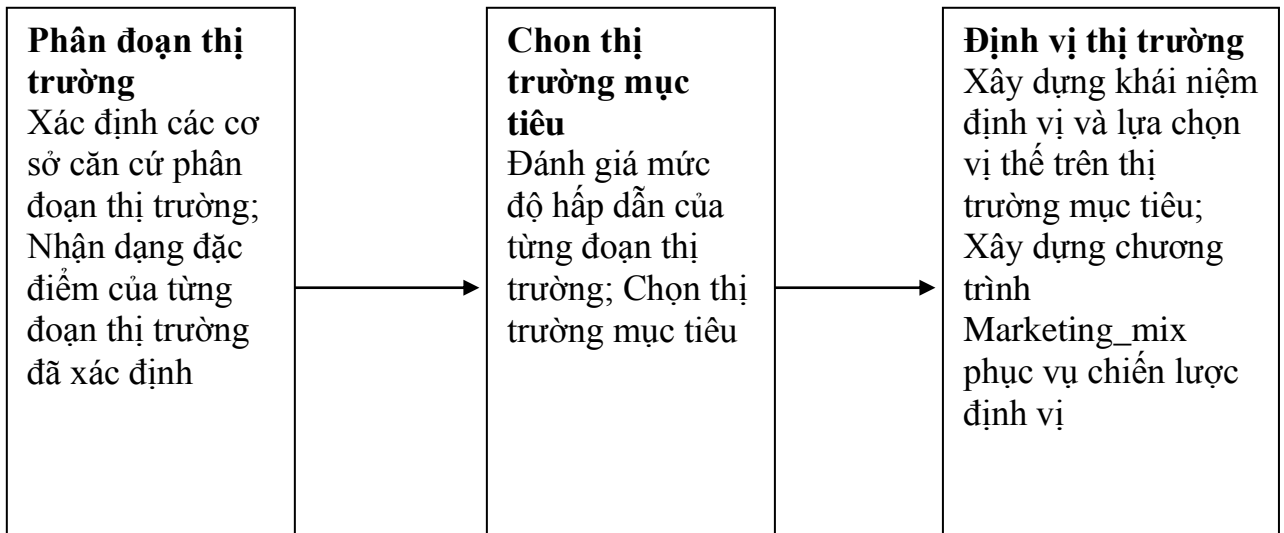 Phân đoạn thị
trường
Xác định các cơ
sở căn cứ phân
đoạn thị trường;
Nhận dạng đặc
điểm của từng
đoạn thị trường
đã xác định
Chon thị
trường mục
tiêu
Đánh giá mức
độ hấp dẫn của
từng đoạn thị
trường; Chọn thị
trường mục tiêu
Định vị thị trường
Xây dựng khái niệm
định vị và lựa chọn
vị thế trên thị
trường mục tiêu;
Xây dựng chương
trình
Marketing_mix
phục vụ chiến lược
định vị